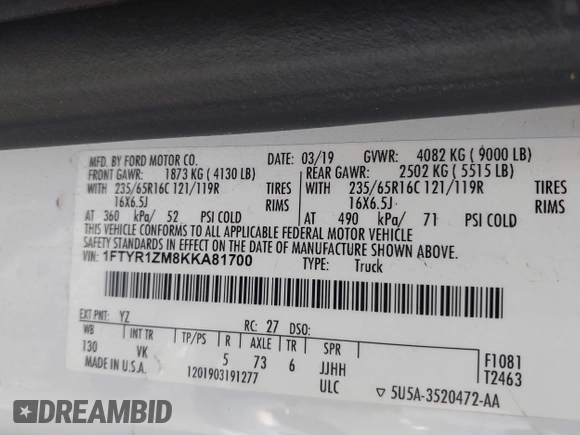 MFD. BY FORD MOTOR CO.
DATE: 03/19 GVWR: 4082 KG ( 9000 LB)
FRONT GAWR: 1873 KG ( 4130 LB) REAR GAWR: 2502 KG ( 5515 LB)
WITH 235/65R16C 121/119R TIRES WITH 235/65R16C 121/119R TIRES
16X6.5J RIMS 16X6.5J RIMS
AT 360 kPa/ 52 PSI COLD AT 490 kPa/ 71 PSI COLD
THIS VEHICLE CONFORMS TO ALL APPLICABLE FEDERAL MOTOR VEHICLE
SAFETY STANDARDS IN EFFECT ON THE DATE OF MANUFACTURE SHOWN ABOVE.
VIN: 1FTYR1ZM8KKA81700 TYPE: Truck
EXT PNT: YZ RC: 27 DSO:
WB INT TR TP/PS R AXLE TR SPR
130 VK 5 73 6 JJHH
ULC
F1081
T2463
MADE IN U.S.A. 1201903191277
▽ 5U5A-3520472-AA
DREAMBID